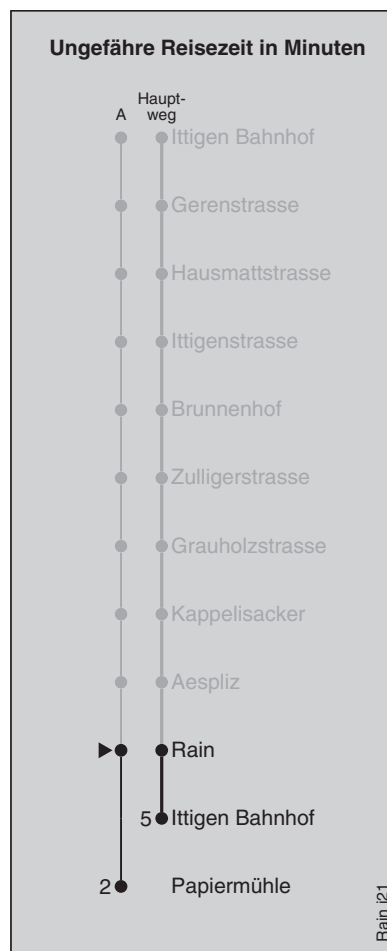 Ungefähre Reisezeit in Minuten
A
Haupt-
weg
Ittigen Bahnhof
Gerenstrasse
Hausmattstrasse
Ittigenstrasse
Brunnenhof
Zulligerstrasse
Grauholzstrasse
Kappelisacker
Aespliz
Rain
5 Ittigen Bahnhof
2 Papiermühle
Rain j21